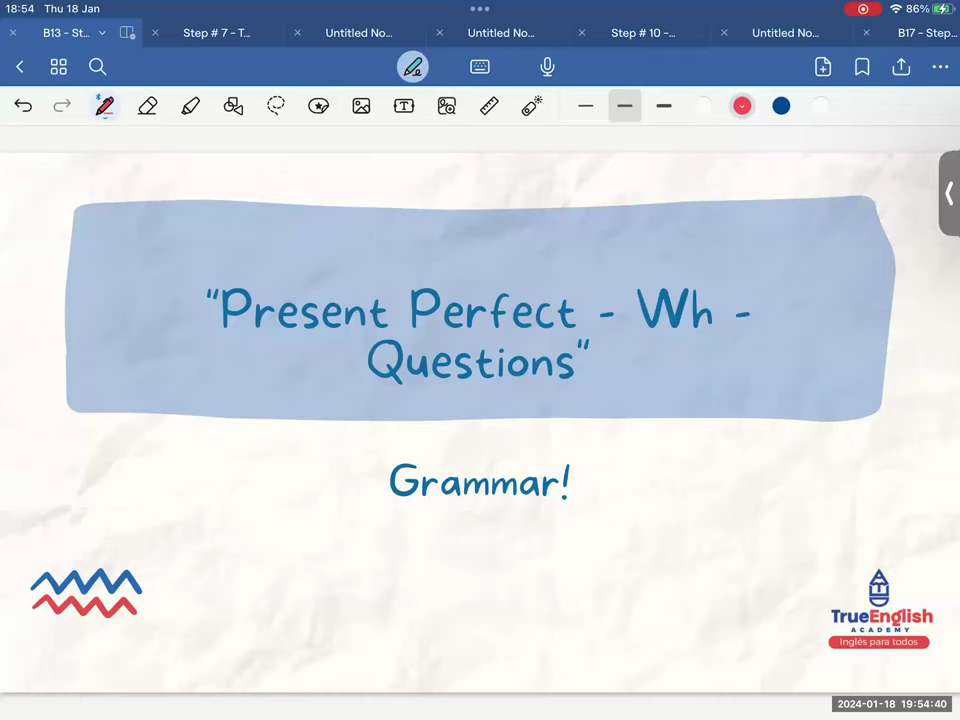 18:54 Thu 18 Jan
86%
B13 - St...
Step # 7 - T...
Untitled No...
Untitled No...
Step # 10 -...
Untitled No...
B17 - Step...
"Present Perfect - Wh -
Questions"
Grammar!
TrueEnglish
ACADEMY
Inglés para todos
2024-01-18 19:54:40